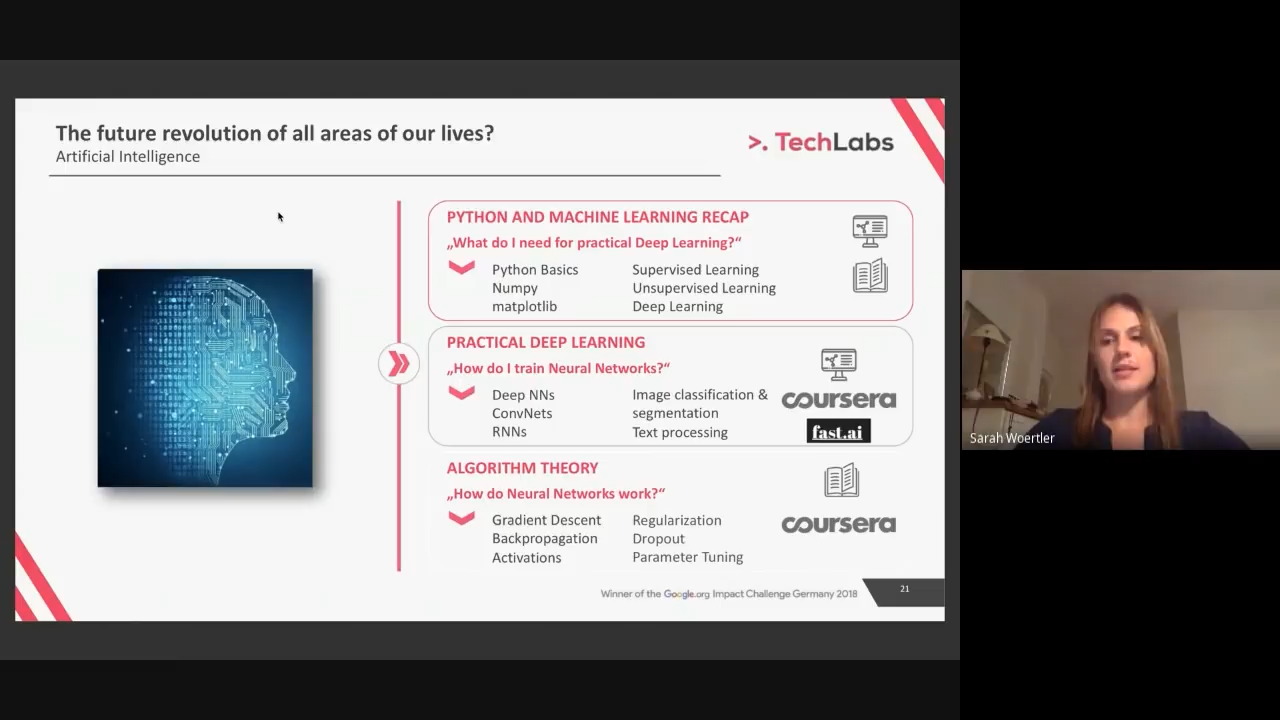 The future revolution of all areas of our lives?
Artificial Intelligence
>. TechLabs
PYTHON AND MACHINE LEARNING RECAP
„What do I need for practical Deep Learning?“
Python Basics
Numpy
matplotlib
Supervised Learning
Unsupervised Learning
Deep Learning
PRACTICAL DEEP LEARNING
„How do I train Neural Networks?“
Deep NNs
ConvNets
RNNs
Image classification &
segmentation
Text processing
coursera
fast.ai
ALGORITHM THEORY
„How do Neural Networks work?“
Gradient Descent
Backpropagation
Activations
Regularization
Dropout
Parameter Tuning
coursera
Winner of the Google.org Impact Challenge Germany 2018
21
Sarah Woertler